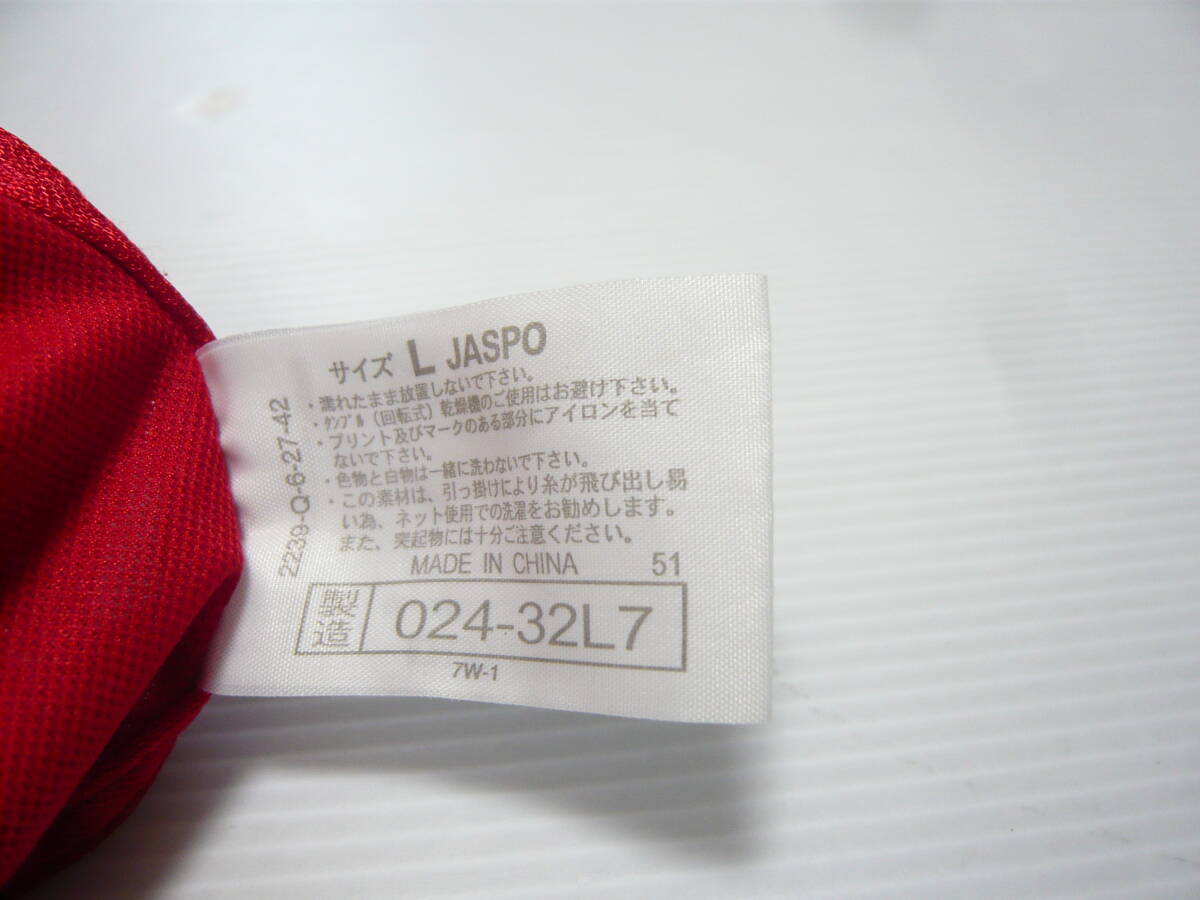 サイズ L JASPO
・濡れたまま放置しないで下さい。
・ﾀﾝﾌﾞﾙ（回転式）乾燥機のご使用はお避け下さい。
・プリント及びマークのある部分にアイロンを当て
ないで下さい。
・色物と白物は一緒に洗わないで下さい。
・この素材は、引っ掛けにより糸が飛び出し易
い為、ネット使用での洗濯をお勧めします。
また、突起物には十分ご注意ください。
MADE IN CHINA 51
製造 024-32L7
7W-1
2239-Q-6-27-42